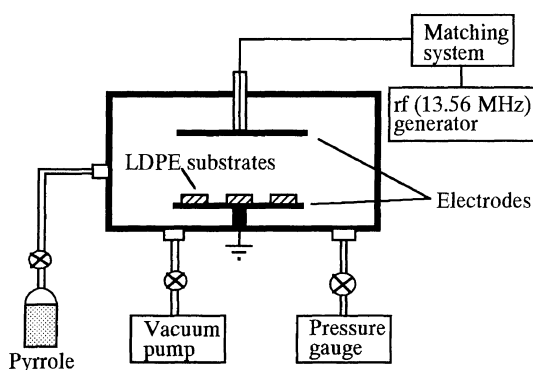 Matching
system
rf (13.56 MHz)
generator
LDPE substrates
Electrodes
Vacuum
pump
Pressure
gauge
Pyrrole